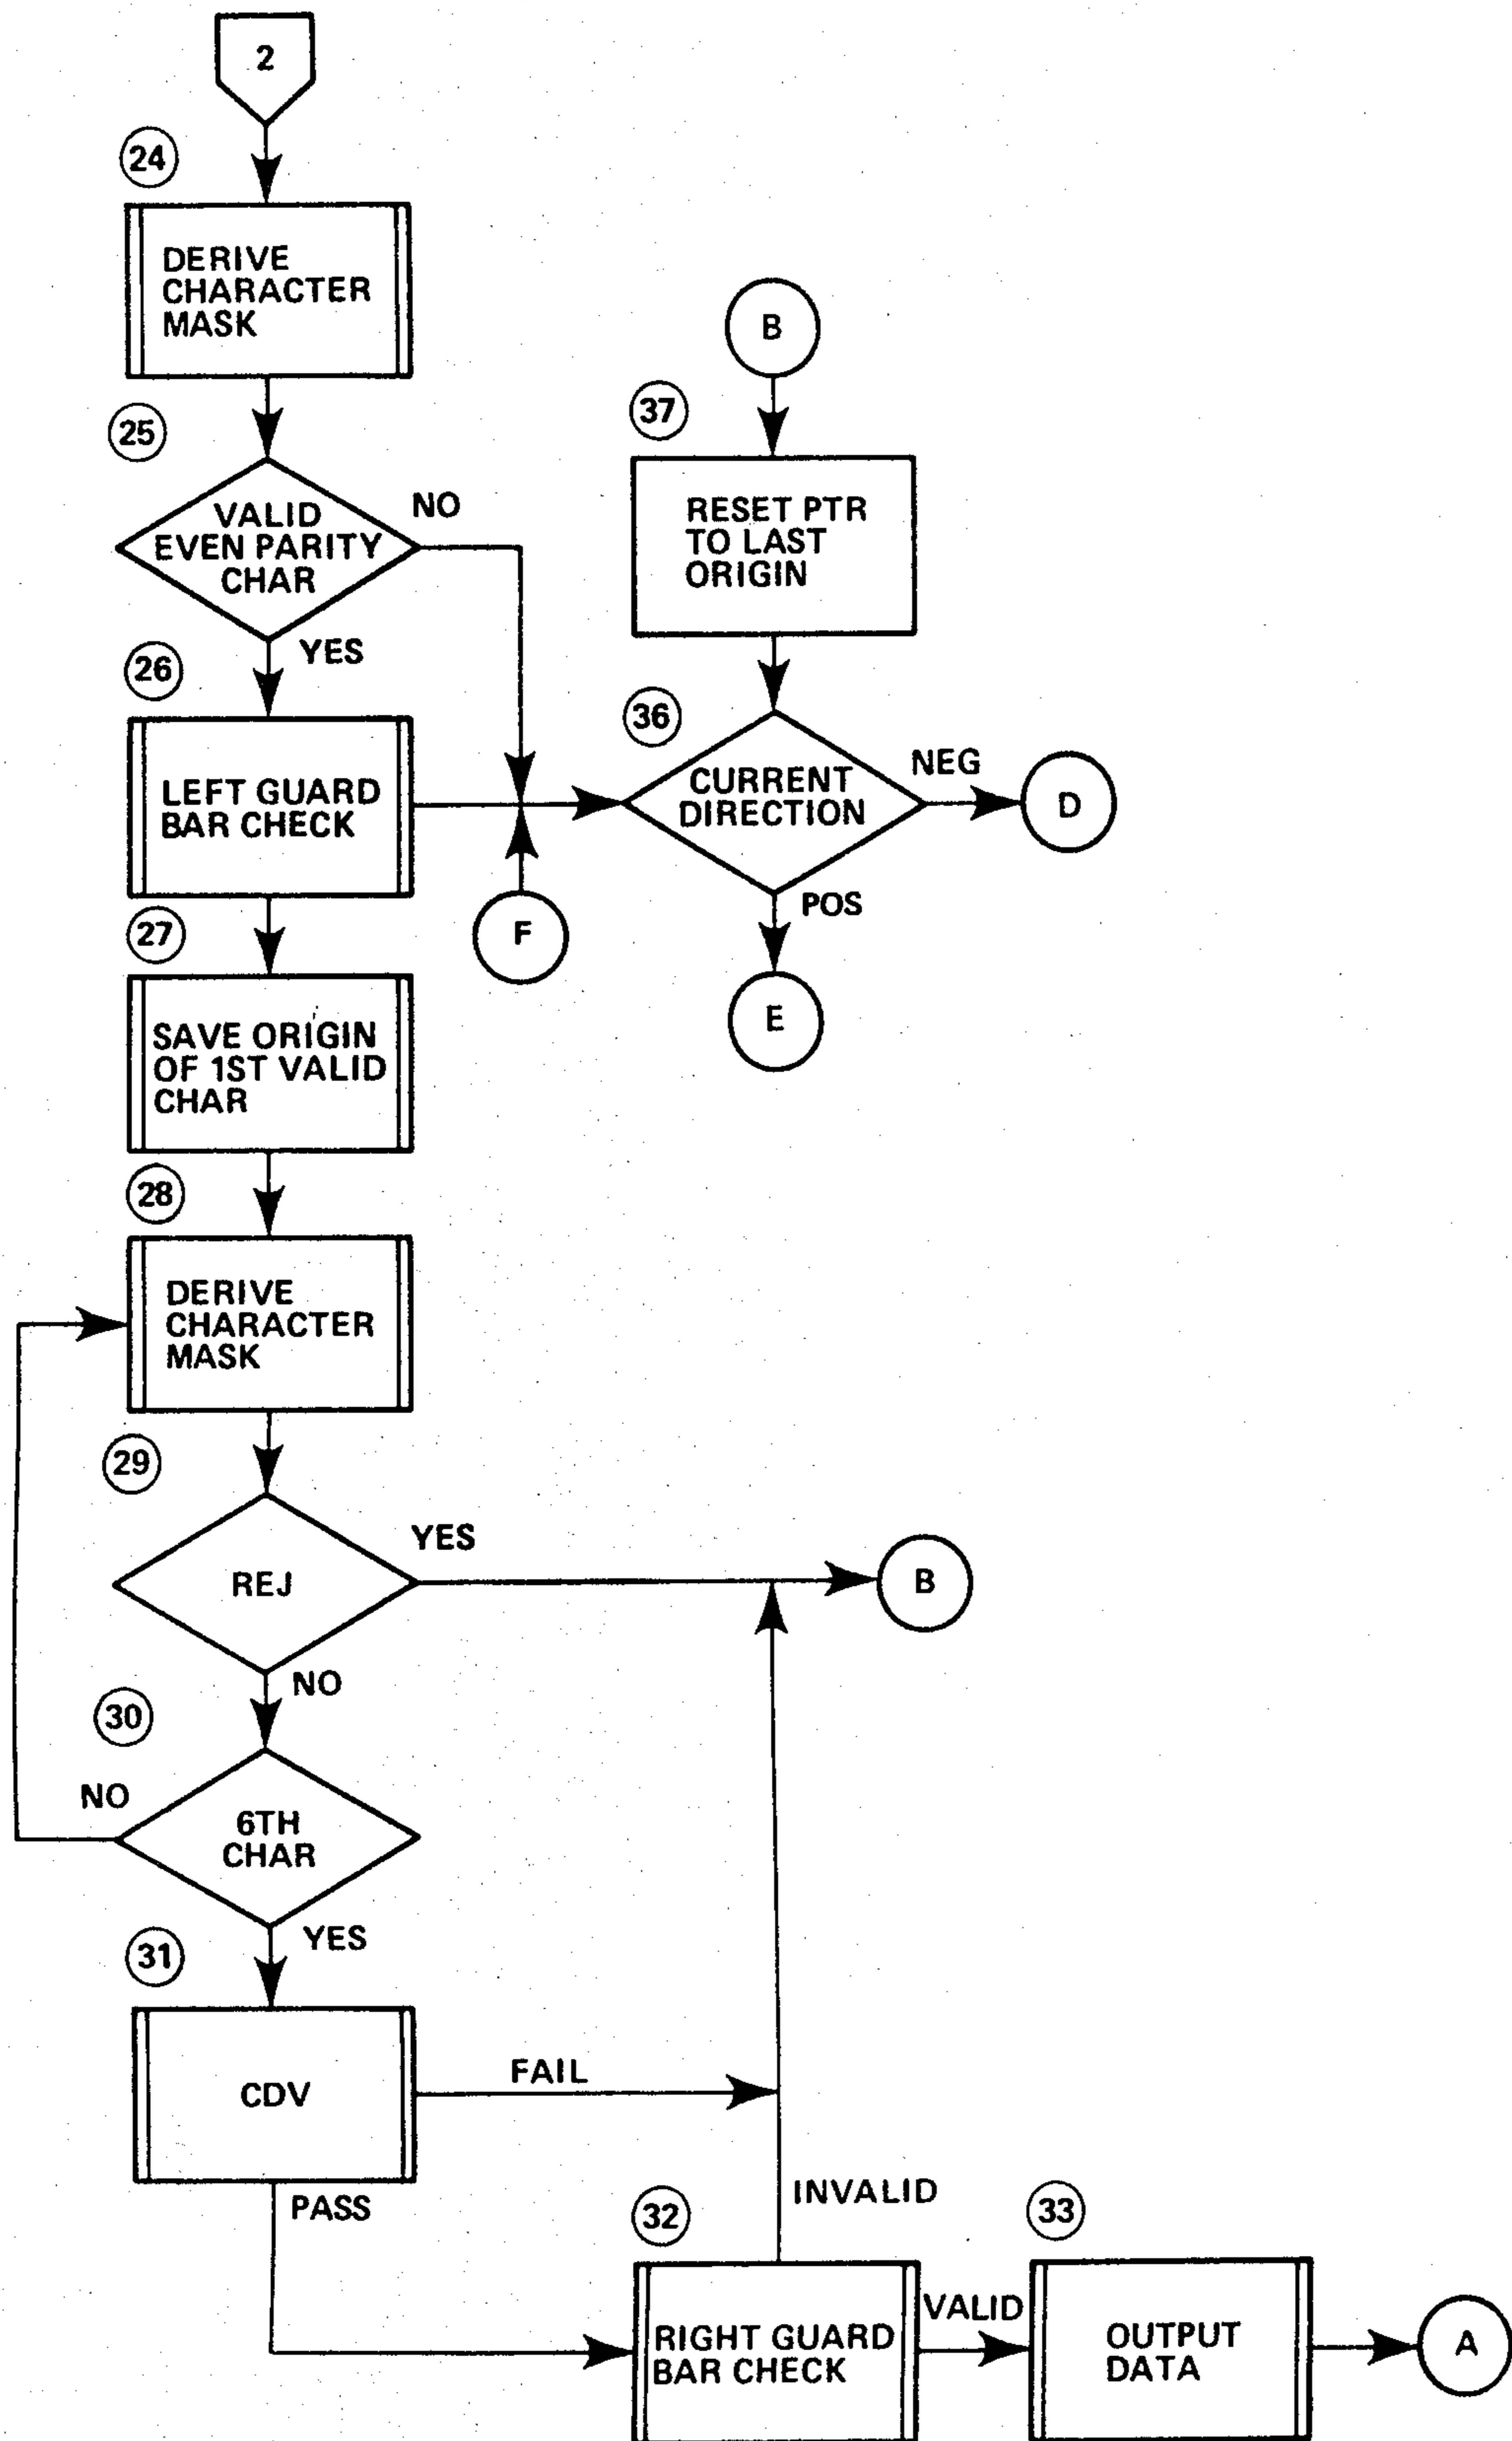 2
24
DERIVE
CHARACTER
MASK
25
VALID
EVEN PARITY
CHAR
NO
YES
26
LEFT GUARD
BAR CHECK
27
SAVE ORIGIN
OF 1ST VALID
CHAR
28
DERIVE
CHARACTER
MASK
29
REJ
YES
NO
30
6TH
CHAR
NO
YES
31
CDV
FAIL
PASS
B
37
RESET PTR
TO LAST
ORIGIN
36
CURRENT
DIRECTION
NEG
D
POS
E
F
B
INVALID
32
RIGHT GUARD
BAR CHECK
VALID
33
OUTPUT
DATA
A